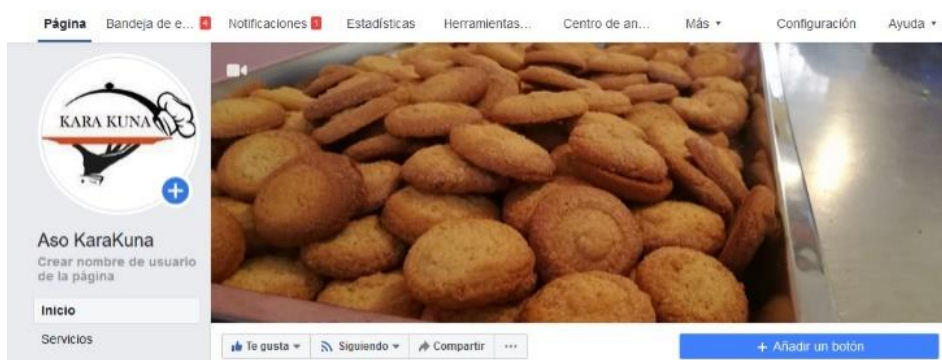 Página Bandeja de e... 4 Notificaciones 1 Estadísticas Herramientas... Centro de an... Más Configuración Ayuda
KARA KUNA
Aso KaraKuna
Crear nombre de usuario
de la página
Inicio
Servicios
Te gusta Siguiendo Compartir ... + Añadir un botón